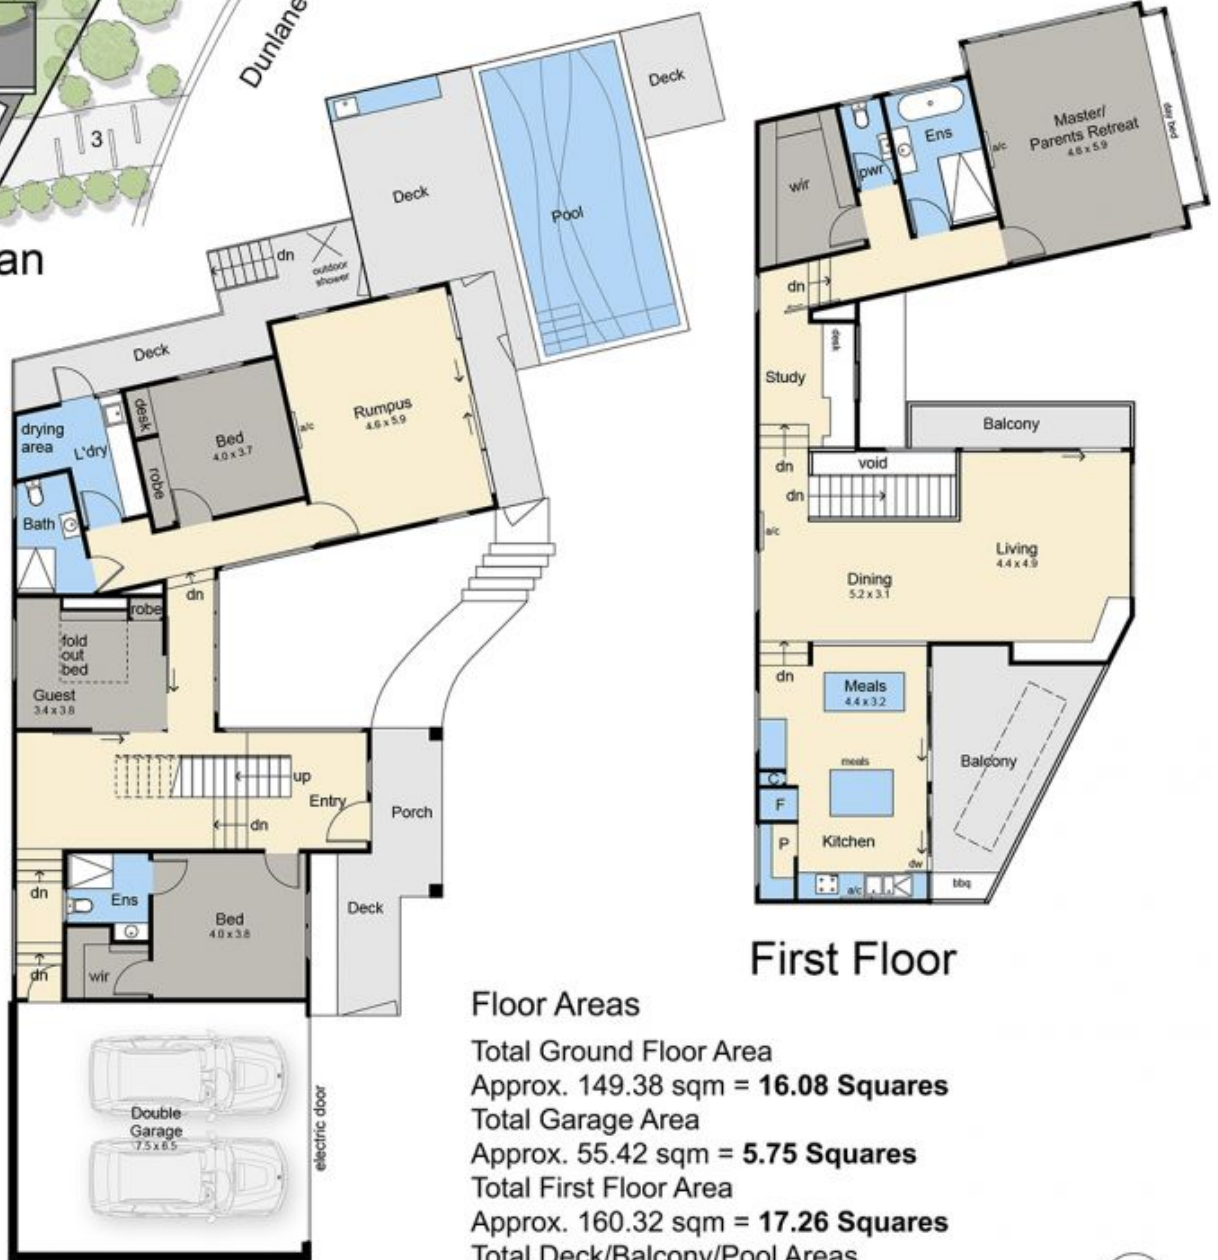 Dunlane
3
an
Deck
Pool
Deck
dn
outdoor
shower
Deck
Rumpus
4.6 x 5.9
a/c
Bed
4.0 x 3.7
desk
robe
drying
area
L'dry
Bath
dn
robe
fold
out
bed
Guest
3.4 x 3.8
up
Entry
dn
Porch
dn
Ens
Bed
4.0 x 3.8
Deck
wir
dn
Double
Garage
7.5 x 6.5
electric door
Master/
Parents Retreat
4.6 x 5.9
day bed
a/c
Ens
pwr
wir
dn
desk
Study
Balcony
dn
void
dn
a/c
Living
4.4 x 4.9
Dining
5.2 x 3.1
dn
Meals
4.4 x 3.2
meals
Balcony
C
F
P
Kitchen
dw
a/c
bbq
First Floor
Floor Areas
Total Ground Floor Area
Approx. 149.38 sqm = 16.08 Squares
Total Garage Area
Approx. 55.42 sqm = 5.75 Squares
Total First Floor Area
Approx. 160.32 sqm = 17.26 Squares
Total Deck/Balcony/Pool Areas